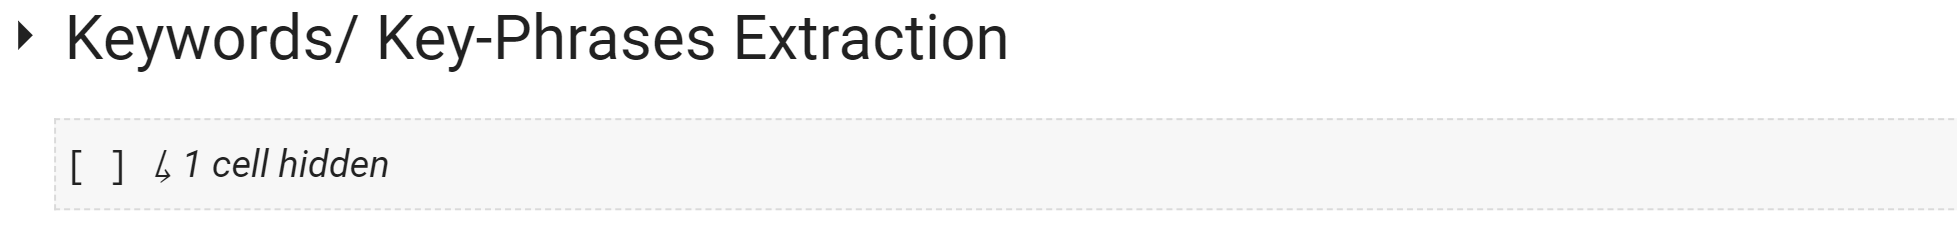 Keywords/ Key-Phrases Extraction
[ ] ↳ 1 cell hidden